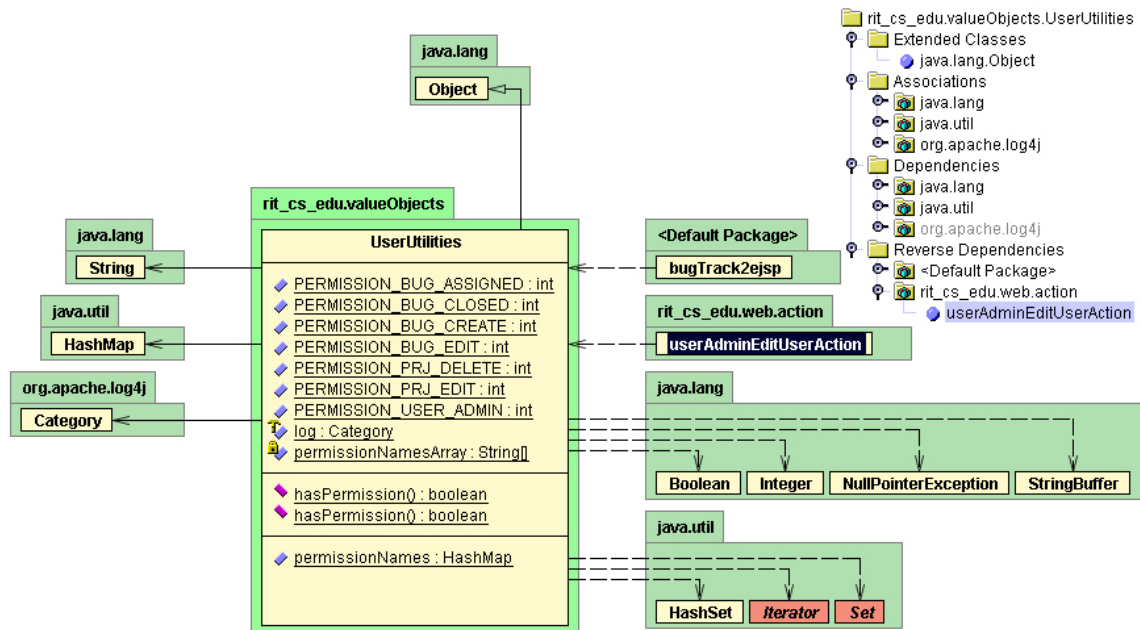 java.lang
Object
rit_cs_edu.valueObjects
UserUtilities
PERMISSION_BUG_ASSIGNED : int
PERMISSION_BUG_CLOSED : int
PERMISSION_BUG_CREATE : int
PERMISSION_BUG_EDIT : int
PERMISSION_PRJ_DELETE : int
PERMISSION_PRJ_EDIT : int
PERMISSION_USER_ADMIN : int
log : Category
permissionNamesArray : String[]
hasPermission() : boolean
hasPermission() : boolean
permissionNames : HashMap
java.lang
String
java.util
HashMap
org.apache.log4j
Category
<Default Package>
bugTrack2ejsp
rit_cs_edu.web.action
userAdminEditUserAction
java.lang
Boolean
Integer
NullPointerException
StringBuffer
java.util
HashSet
Iterator
Set
rit_cs_edu.valueObjects.UserUtilities
Extended Classes
java.lang.Object
Associations
java.lang
java.util
org.apache.log4j
Dependencies
java.lang
java.util
org.apache.log4j
Reverse Dependencies
<Default Package>
rit_cs_edu.web.action
userAdminEditUserAction